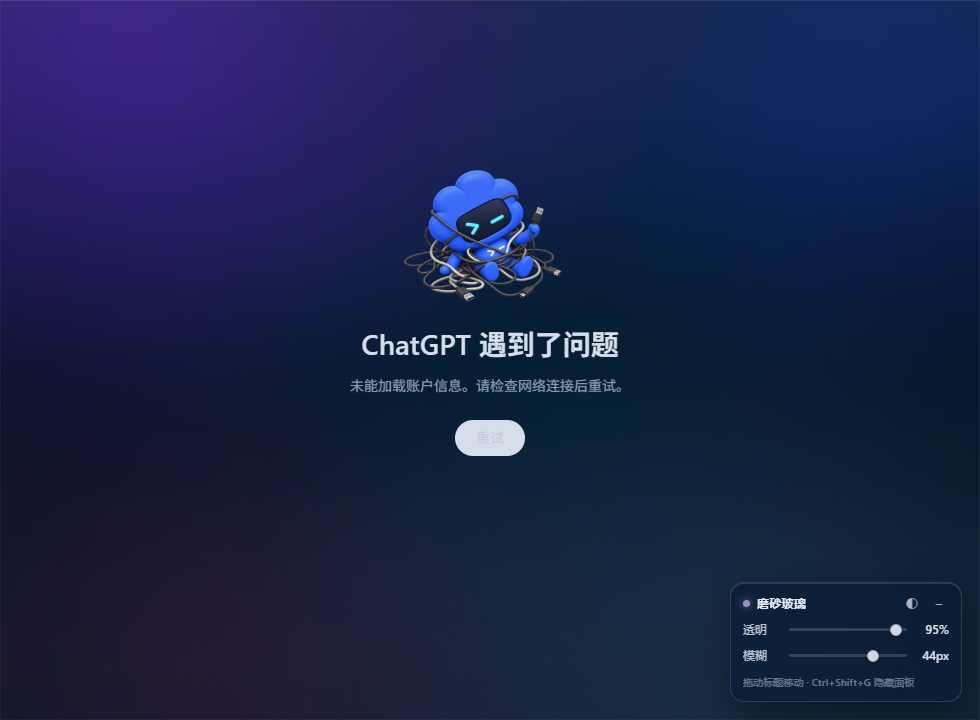 ChatGPT 遇到了问题
未能加载账户信息。请检查网络连接后重试。
重试
磨砂玻璃
透明 95%
模糊 44px
拖动标题移动 · Ctrl+Shift+G 隐藏面板